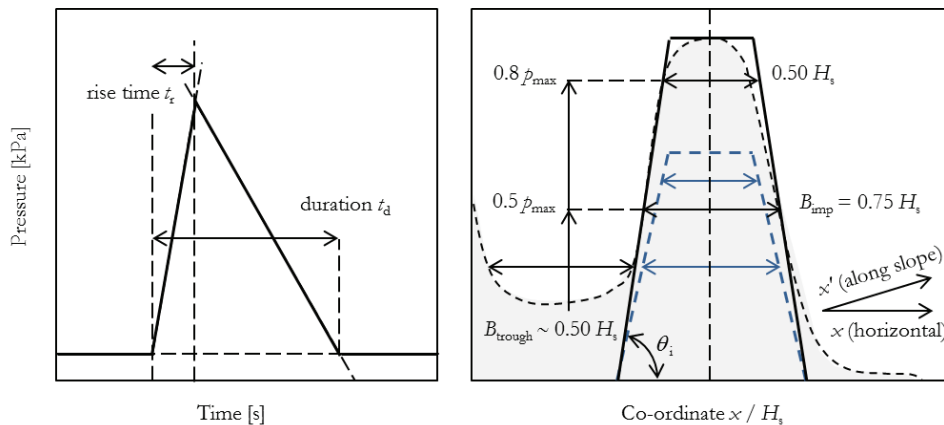 Pressure [kPa]
rise time tᵣ
duration t_d
Time [s]
0.8 p_max
0.50 H_s
0.5 p_max
B_imp = 0.75 H_s
B_trough ~ 0.50 H_s
θ_i
x' (along slope)
x (horizontal)
Co-ordinate x / H_s